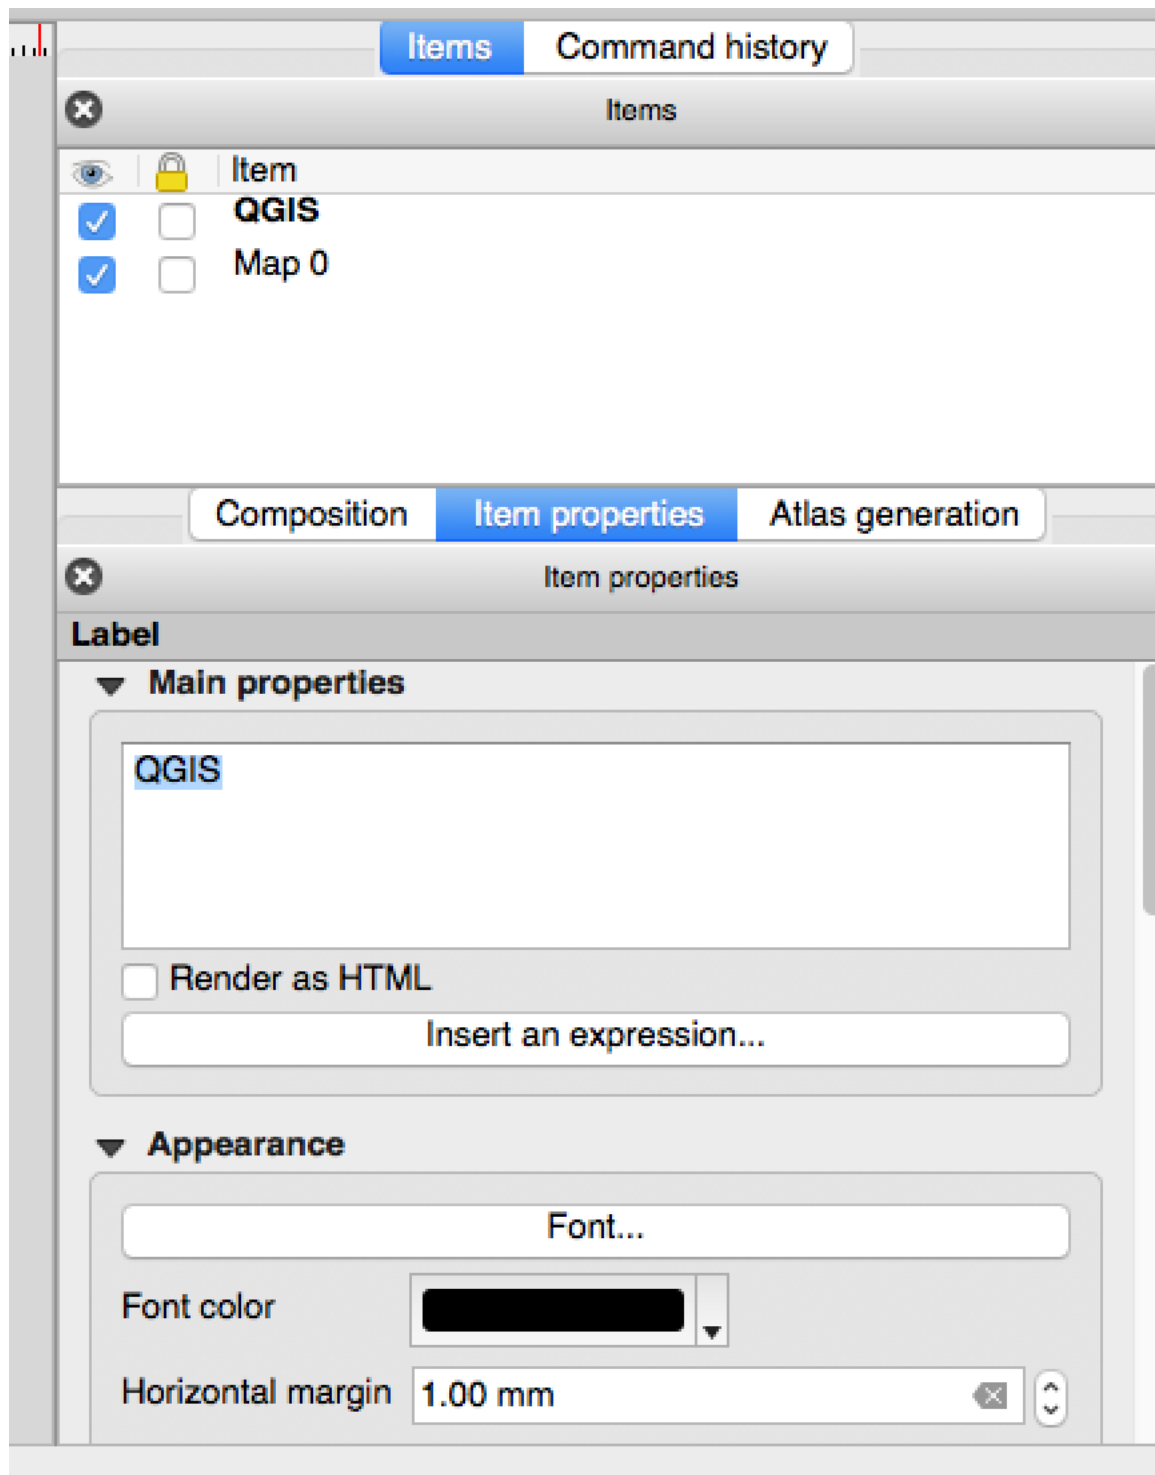 Items Command history
Items
Item
QGIS
Map 0
Composition Item properties Atlas generation
Item properties
Label
Main properties
QGIS
Render as HTML
Insert an expression...
Appearance
Font...
Font color
Horizontal margin 1.00 mm